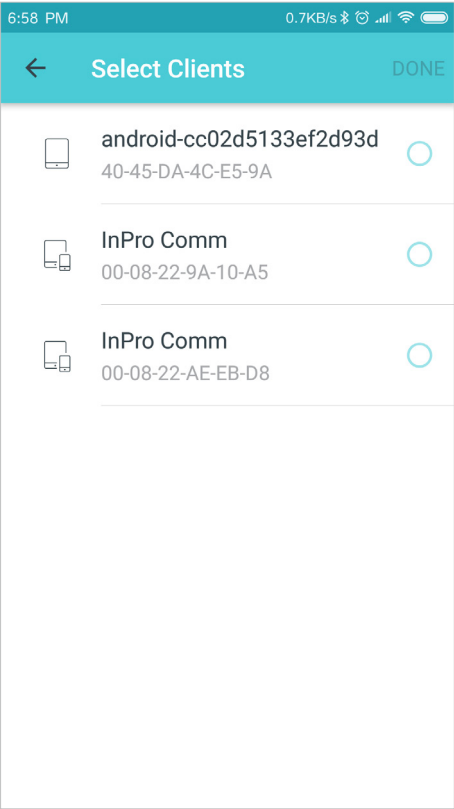 6:58 PM 0.7KB/s
Select Clients DONE
android-cc02d5133ef2d93d
40-45-DA-4C-E5-9A
InPro Comm
00-08-22-9A-10-A5
InPro Comm
00-08-22-AE-EB-D8